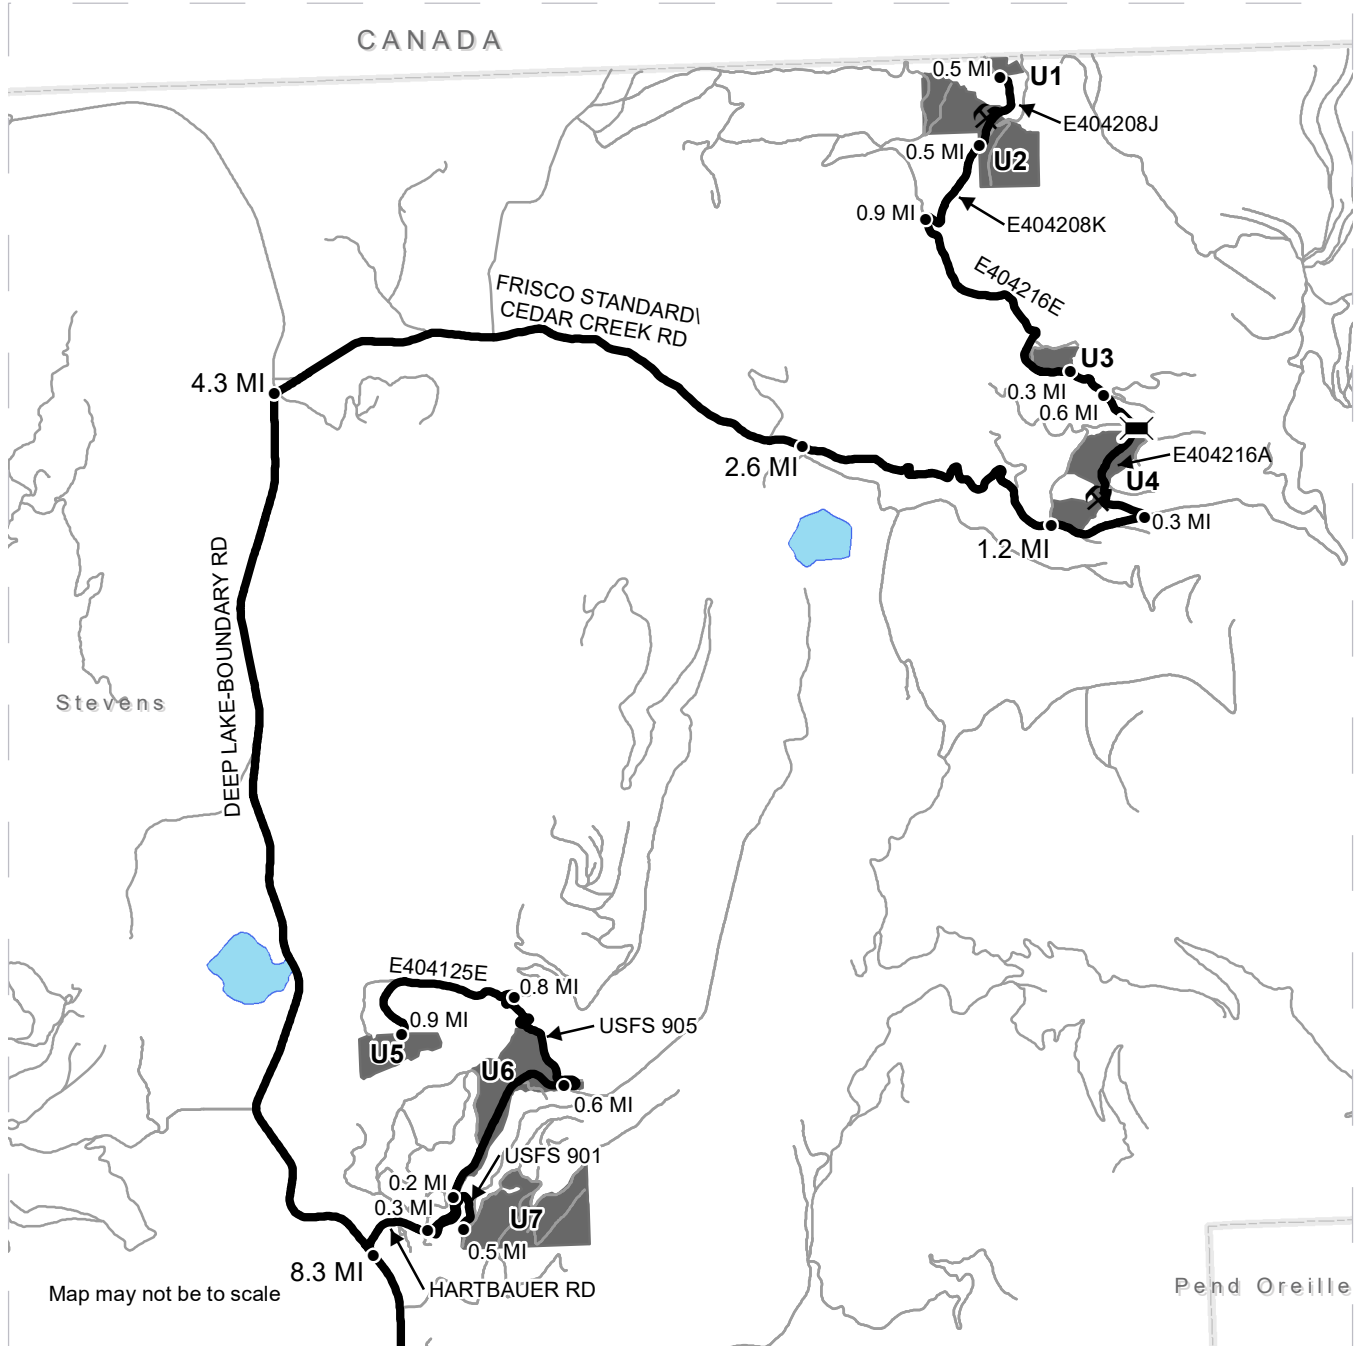 CANADA
0.5 MI
U1
E404208J
0.5 MI
U2
0.9 MI
E404208K
E404216E
FRISCO STANDARD\
CEDAR CREEK RD
U3
4.3 MI
0.3 MI
0.6 MI
E404216A
2.6 MI
U4
0.3 MI
1.2 MI
DEEP LAKE-BOUNDARY RD
Stevens
E404125E
0.8 MI
0.9 MI
USFS 905
U5
U6
0.6 MI
USFS 901
0.2 MI
0.3 MI
U7
0.5 MI
8.3 MI
HARTBAUER RD
Map may not be to scale
Pend Oreille